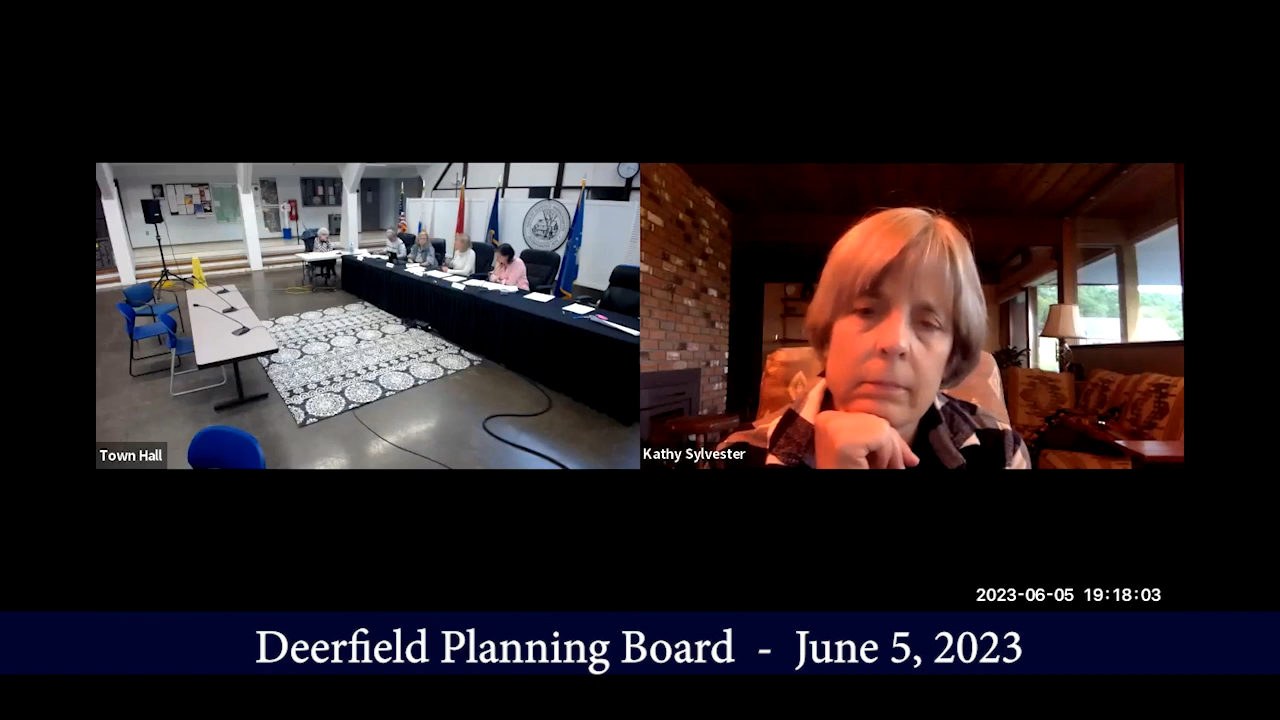 Town Hall
Kathy Sylvester
2023-06-05 19:18:03
Deerfield Planning Board - June 5, 2023